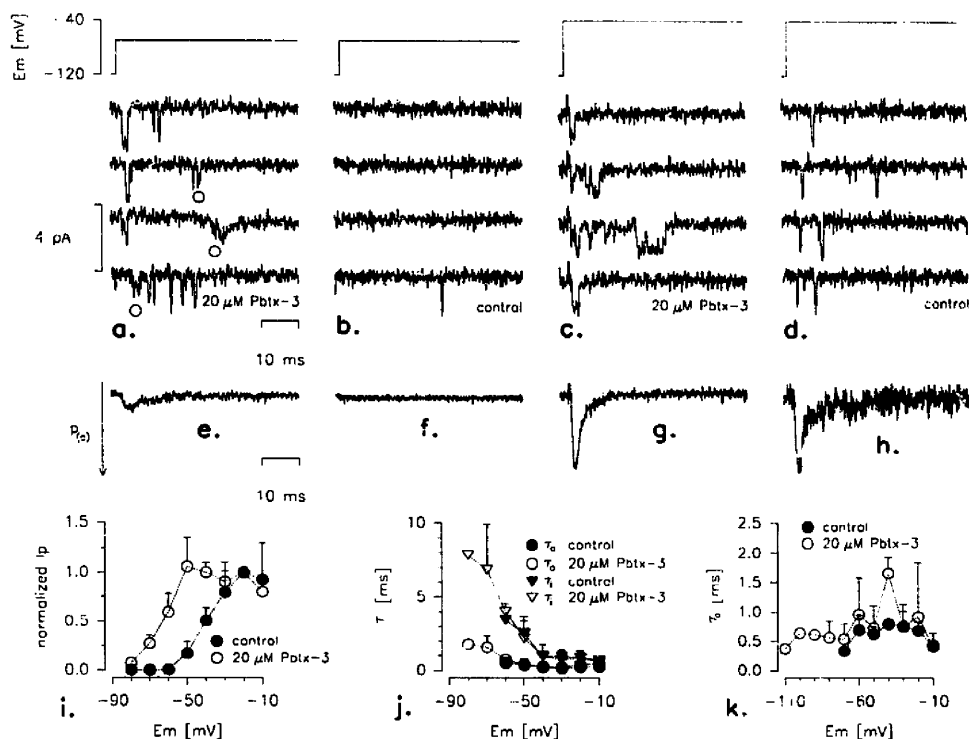 Em [mV]
40
-120
4 pA
20 µM Pbtx-3
control
20 µM Pbtx-3
control
a.
b.
c.
d.
10 ms
P(o)
e.
f.
g.
h.
10 ms
normalized Ip
1.5
1.0
0.5
0.0
control
20 µM Pbtx-3
-90
-50
-10
i.
Em [mV]
τ [ms]
10
5
0
τa control
τa 20 µM Pbtx-3
τi control
τi 20 µM Pbtx-3
-90
-50
-10
j.
Em [mV]
τo [ms]
2.5
2.0
1.5
1.0
0.5
0.0
control
20 µM Pbtx-3
-110
-60
-10
k.
Em [mV]